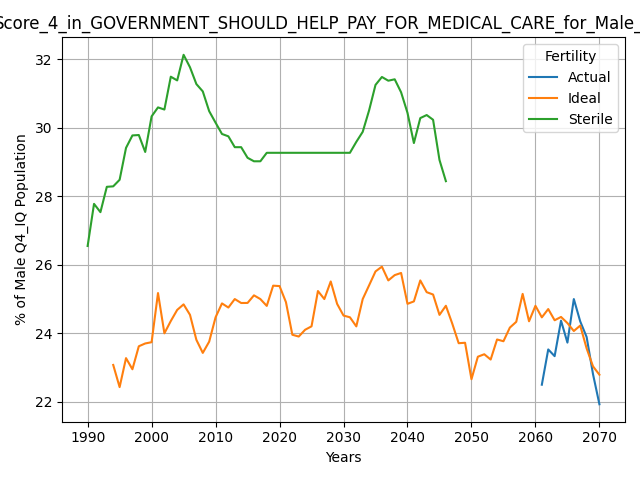 Score_4_in_GOVERNMENT_SHOULD_HELP_PAY_FOR_MEDICAL_CARE_for_Male_
Fertility
Actual
Ideal
Sterile
% of Male Q4_IQ Population
32
30
28
26
24
22
1990 2000 2010 2020 2030 2040 2050 2060 2070
Years